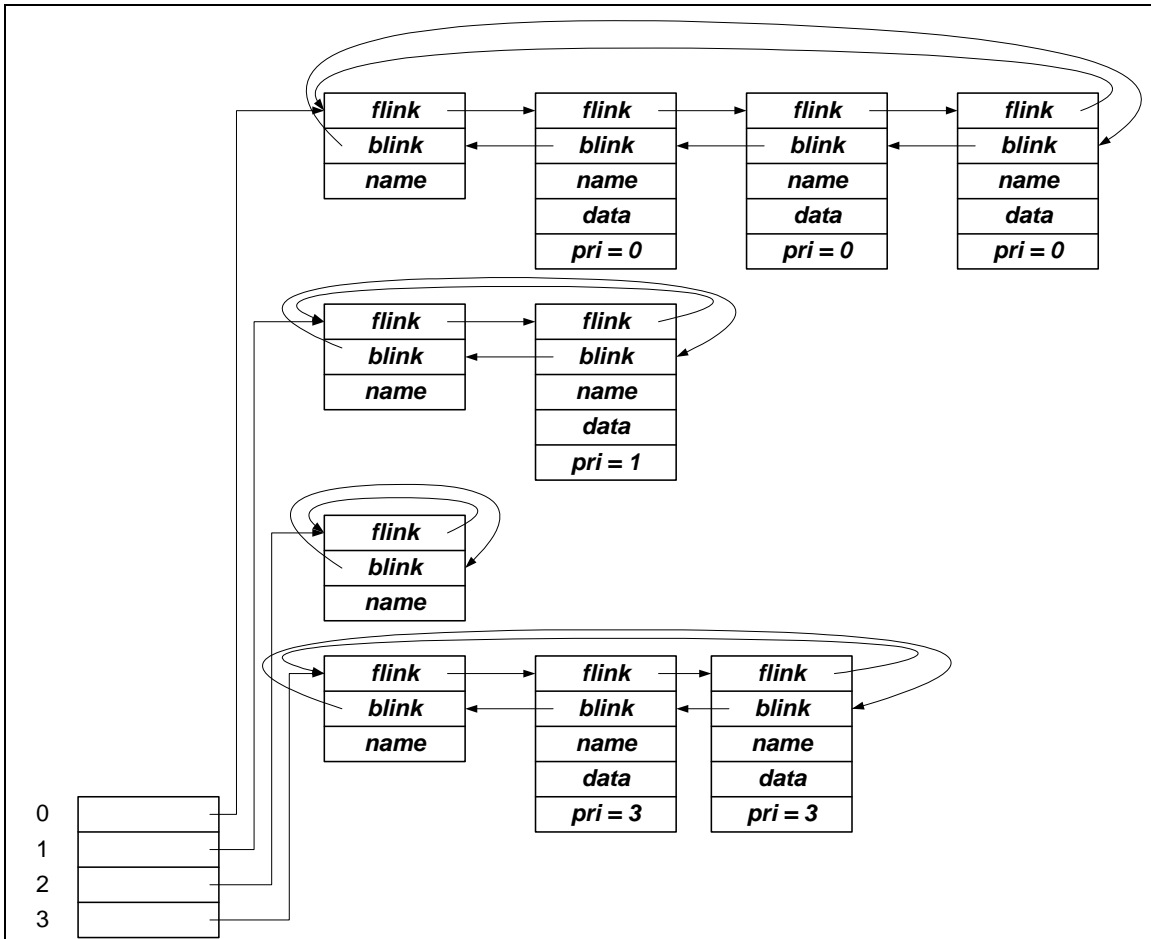 flink flink flink flink
blink blink blink blink
name name name name
data data data
pri = 0 pri = 0 pri = 0
flink flink
blink blink
name name
data
pri = 1
flink
blink
name
flink flink flink
blink blink blink
name name name
data data
pri = 3 pri = 3
0
1
2
3